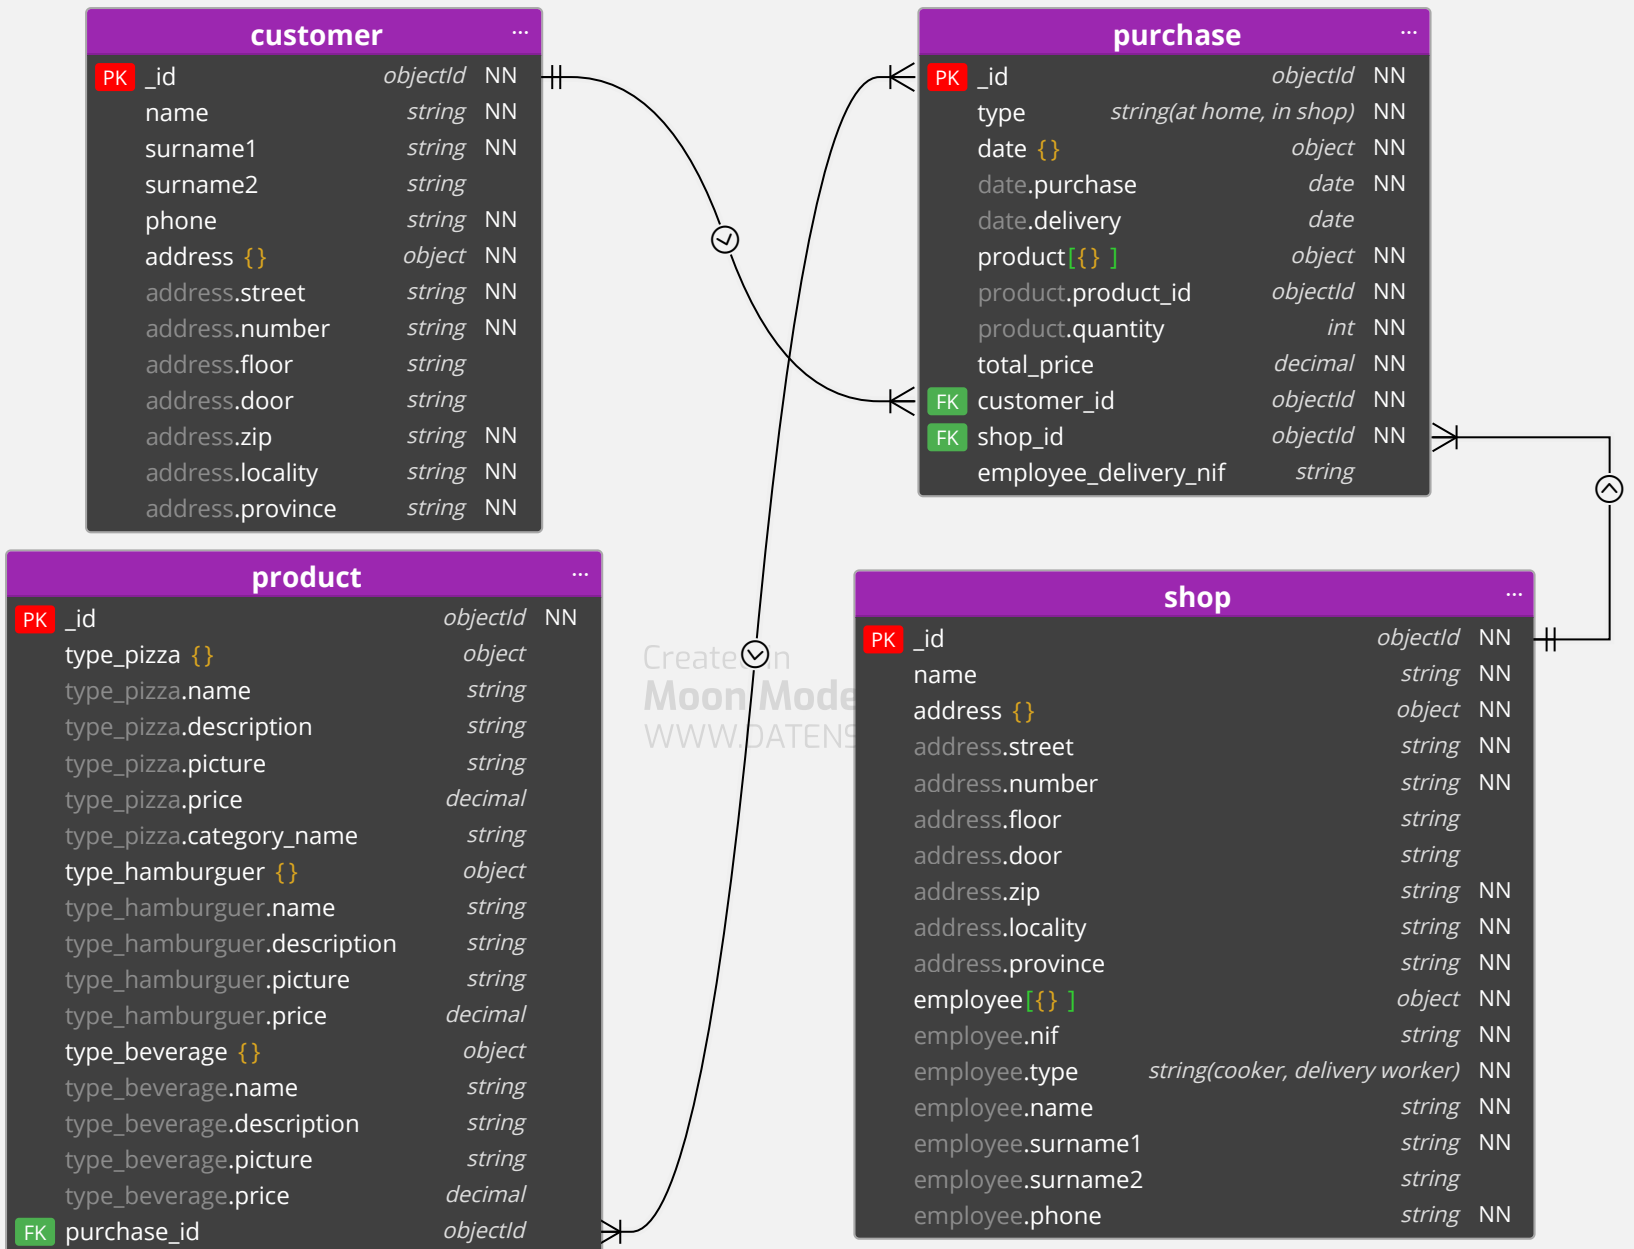 customer ...
PK _id objectId NN
name string NN
surname1 string NN
surname2 string
phone string NN
address {} object NN
address.street string NN
address.number string NN
address.floor string
address.door string
address.zip string NN
address.locality string NN
address.province string NN
purchase ...
PK _id objectId NN
type string(at home, in shop) NN
date {} object NN
date.purchase date NN
date.delivery date
product[{} ] object NN
product.product_id objectId NN
product.quantity int NN
total_price decimal NN
FK customer_id objectId NN
FK shop_id objectId NN
employee_delivery_nif string
product ...
PK _id objectId NN
type_pizza {} object
type_pizza.name string
type_pizza.description string
type_pizza.picture string
type_pizza.price decimal
type_pizza.category_name string
type_hamburguer {} object
type_hamburguer.name string
type_hamburguer.description string
type_hamburguer.picture string
type_hamburguer.price decimal
type_beverage {} object
type_beverage.name string
type_beverage.description string
type_beverage.picture string
type_beverage.price decimal
FK purchase_id objectId
Moon
shop ...
PK _id objectId NN
name string NN
address {} object NN
address.street string NN
address.number string NN
address.floor string
address.door string
address.zip string NN
address.locality string NN
address.province string NN
employee[{} ] object NN
employee.nif string NN
employee.type string(cooker, delivery worker) NN
employee.name string NN
employee.surname1 string NN
employee.surname2 string
employee.phone string NN